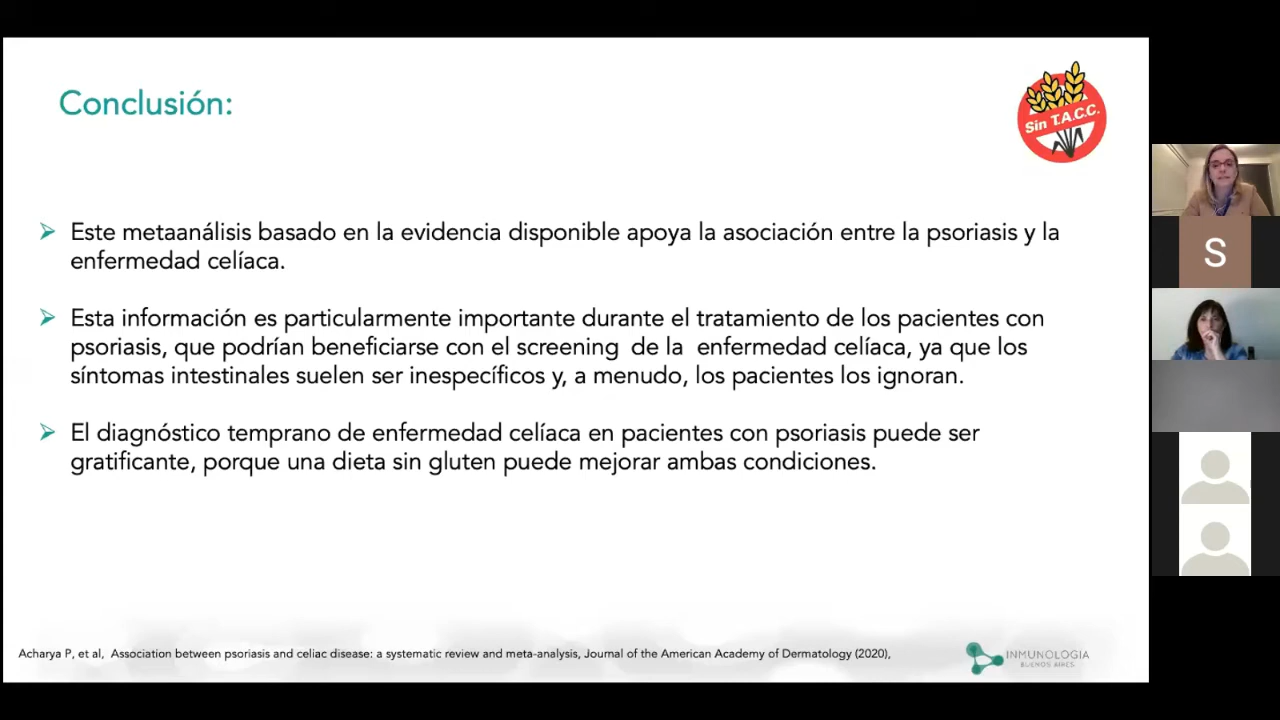 Conclusión:
Sin T.A.C.C.
Este metaanálisis basado en la evidencia disponible apoya la asociación entre la psoriasis y la
enfermedad celíaca.
Esta información es particularmente importante durante el tratamiento de los pacientes con
psoriasis, que podrían beneficiarse con el screening de la enfermedad celíaca, ya que los
síntomas intestinales suelen ser inespecíficos y, a menudo, los pacientes los ignoran.
El diagnóstico temprano de enfermedad celíaca en pacientes con psoriasis puede ser
gratificante, porque una dieta sin gluten puede mejorar ambas condiciones.
Acharya P, et al, Association between psoriasis and celiac disease: a systematic review and meta-analysis, Journal of the American Academy of Dermatology (2020),
INMUNOLOGIA
BUENOS AIRES
S